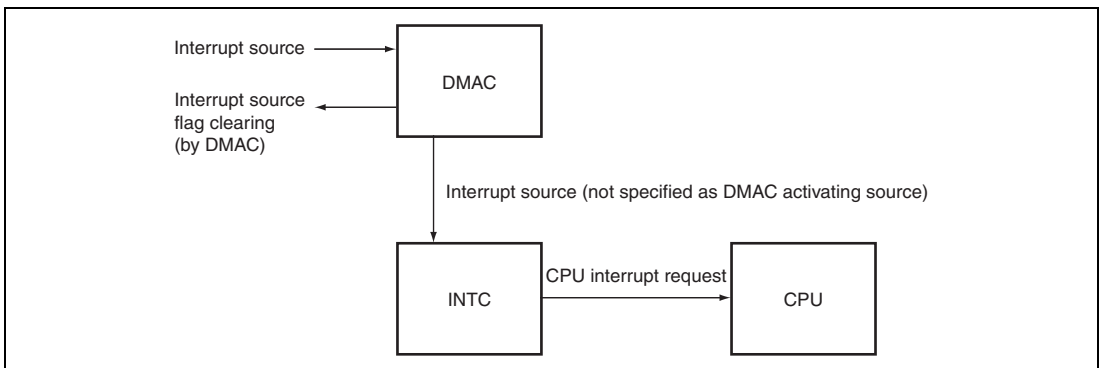 Interrupt source
DMAC
Interrupt source
flag clearing
(by DMAC)
Interrupt source (not specified as DMAC activating source)
INTC
CPU interrupt request
CPU